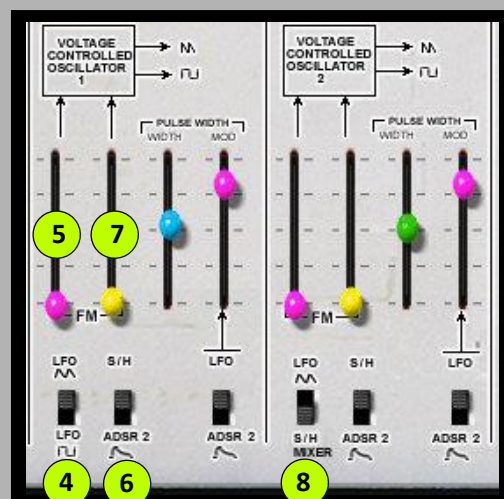 VOLTAGE
CONTROLLED
OSCILLATOR
1
PULSE WIDTH
WIDTH MOD
5 7
FM
LFO S/H LFO
LFO ADSR 2 ADSR 2
4 6
VOLTAGE
CONTROLLED
OSCILLATOR
2
PULSE WIDTH
WIDTH MOD
FM
LFO S/H LFO
S/H
MIXER ADSR 2 ADSR 2
8